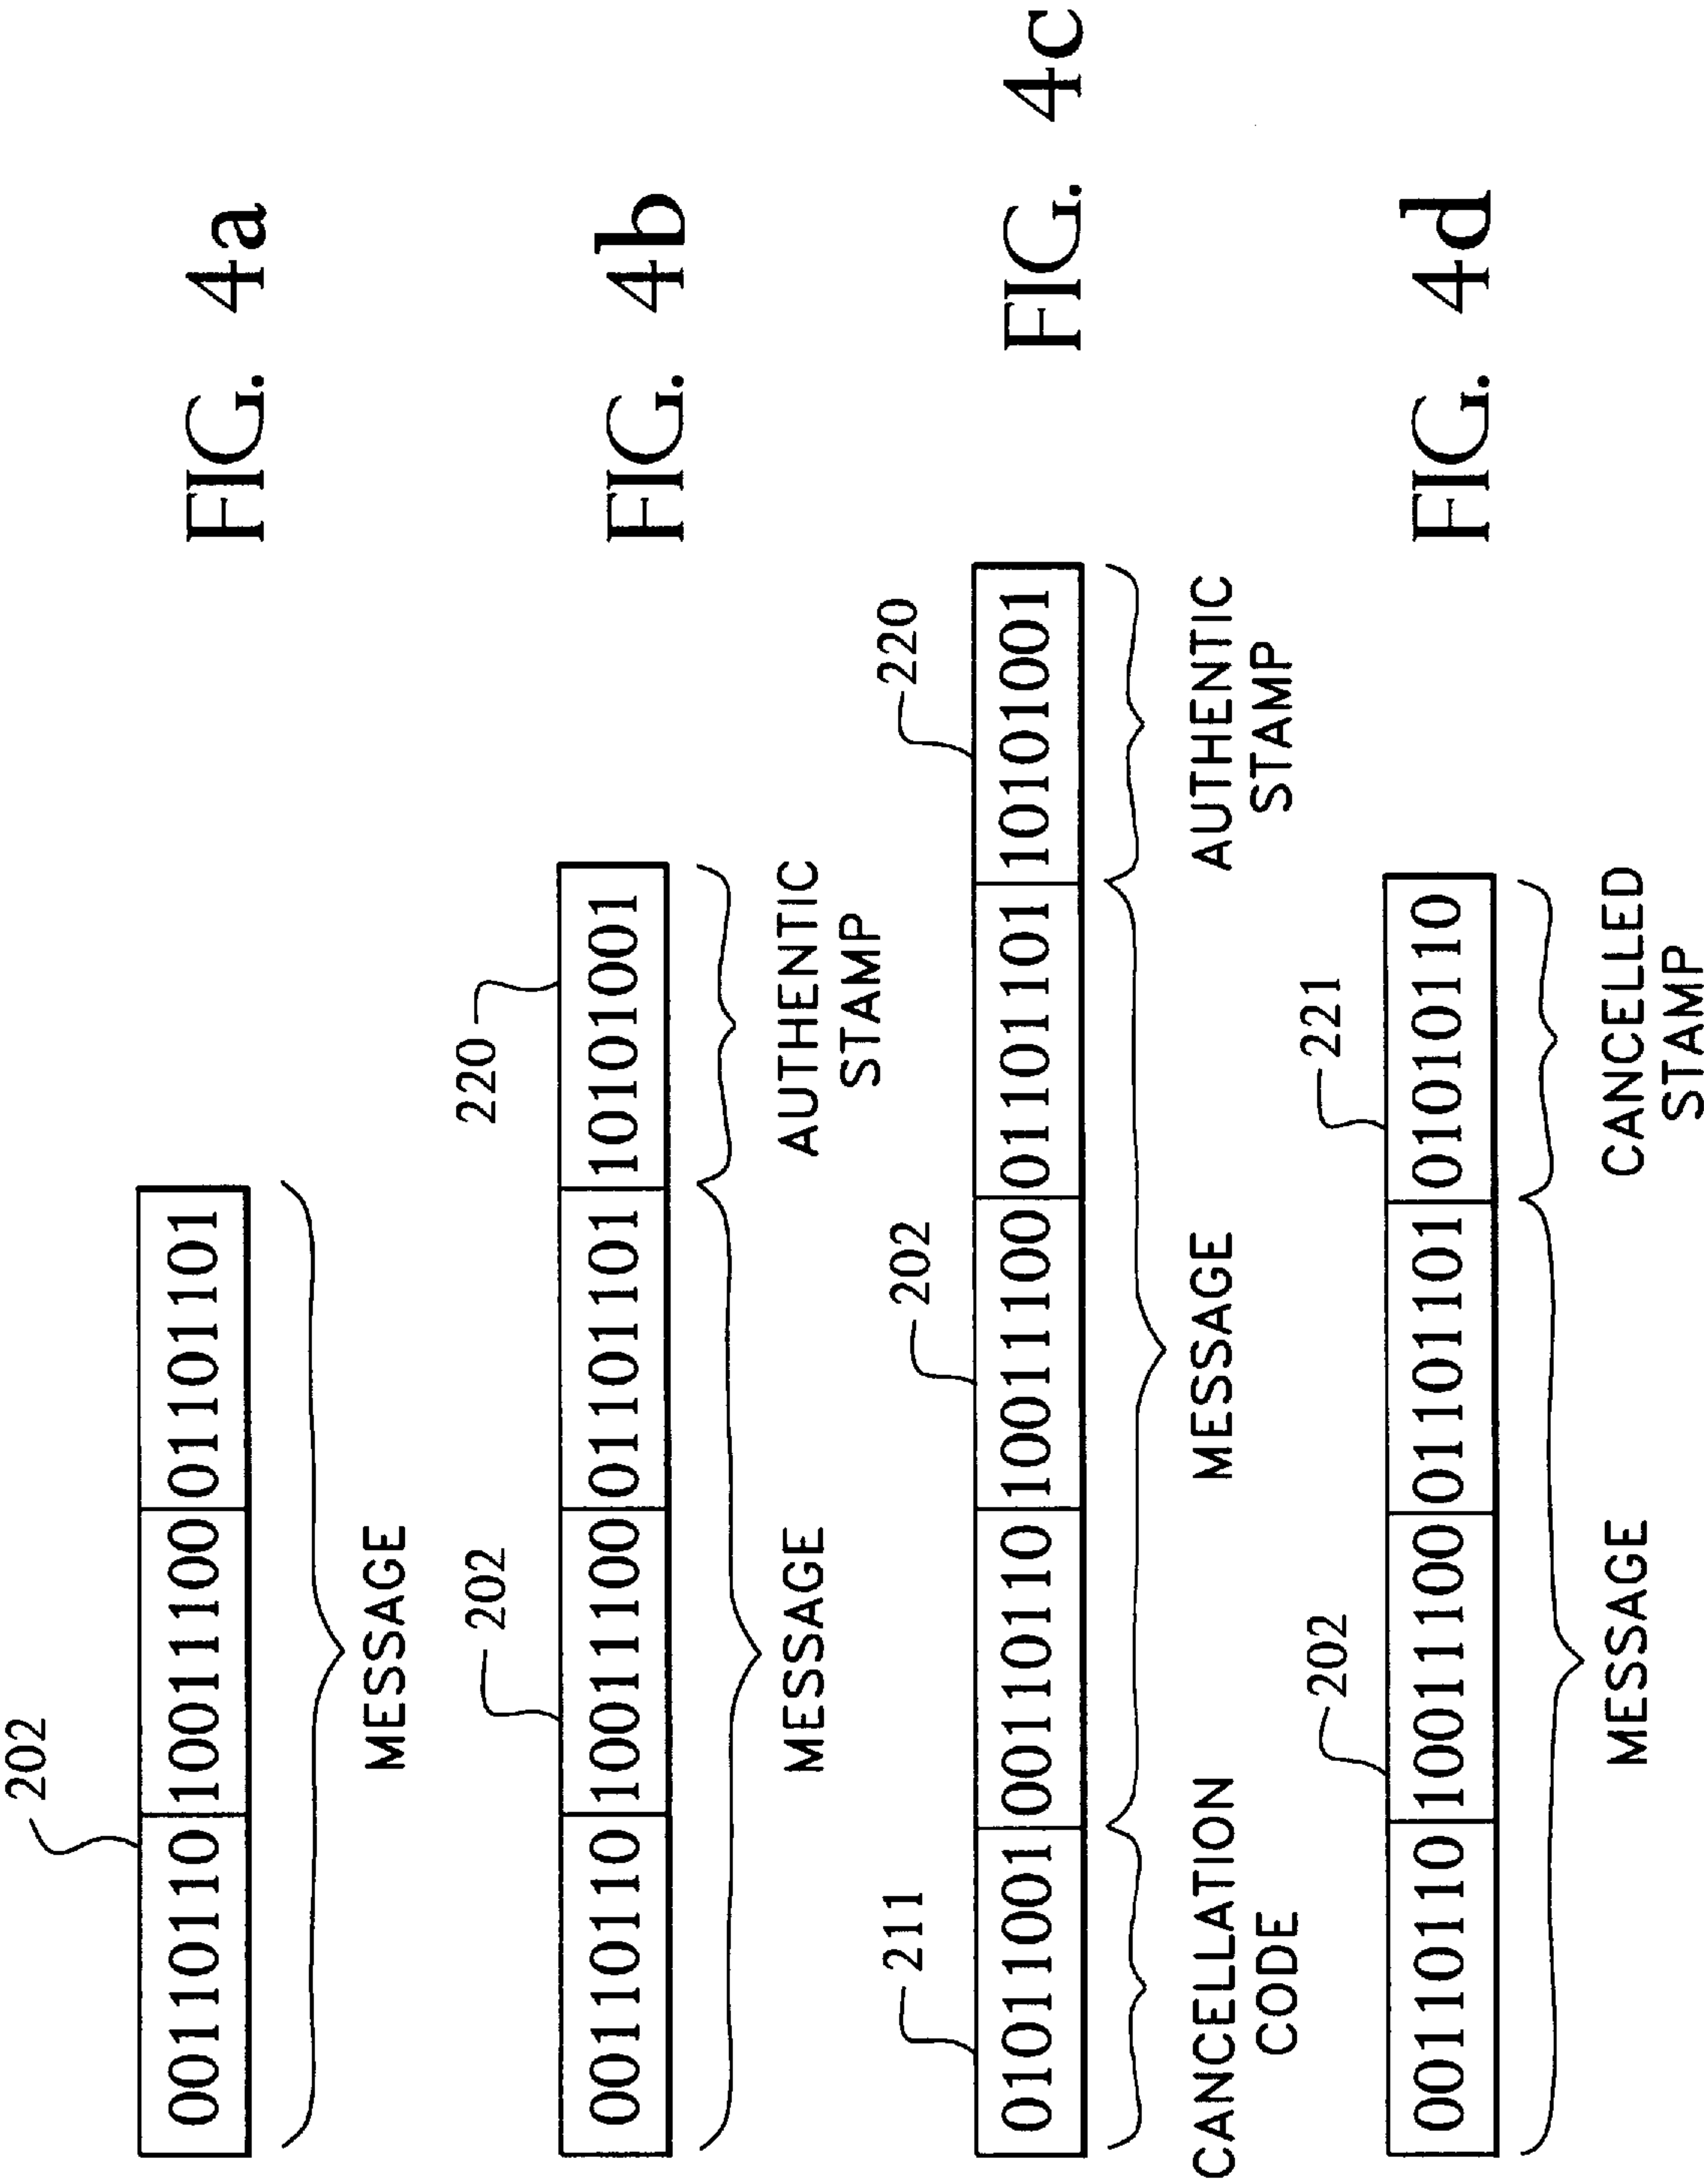 202
00110110 10011100 01101101
MESSAGE
FIG. 4a
202
220
00110110 10011100 01101101 10101001
MESSAGE
AUTHENTIC
STAMP
FIG. 4b
211
202
220
01011001 00110110 10011100 01101101 10101001
CANCELLATION
CODE
MESSAGE
AUTHENTIC
STAMP
FIG. 4c
202
221
00110110 10011100 01101101 01010110
MESSAGE
CANCELLED
STAMP
FIG. 4d